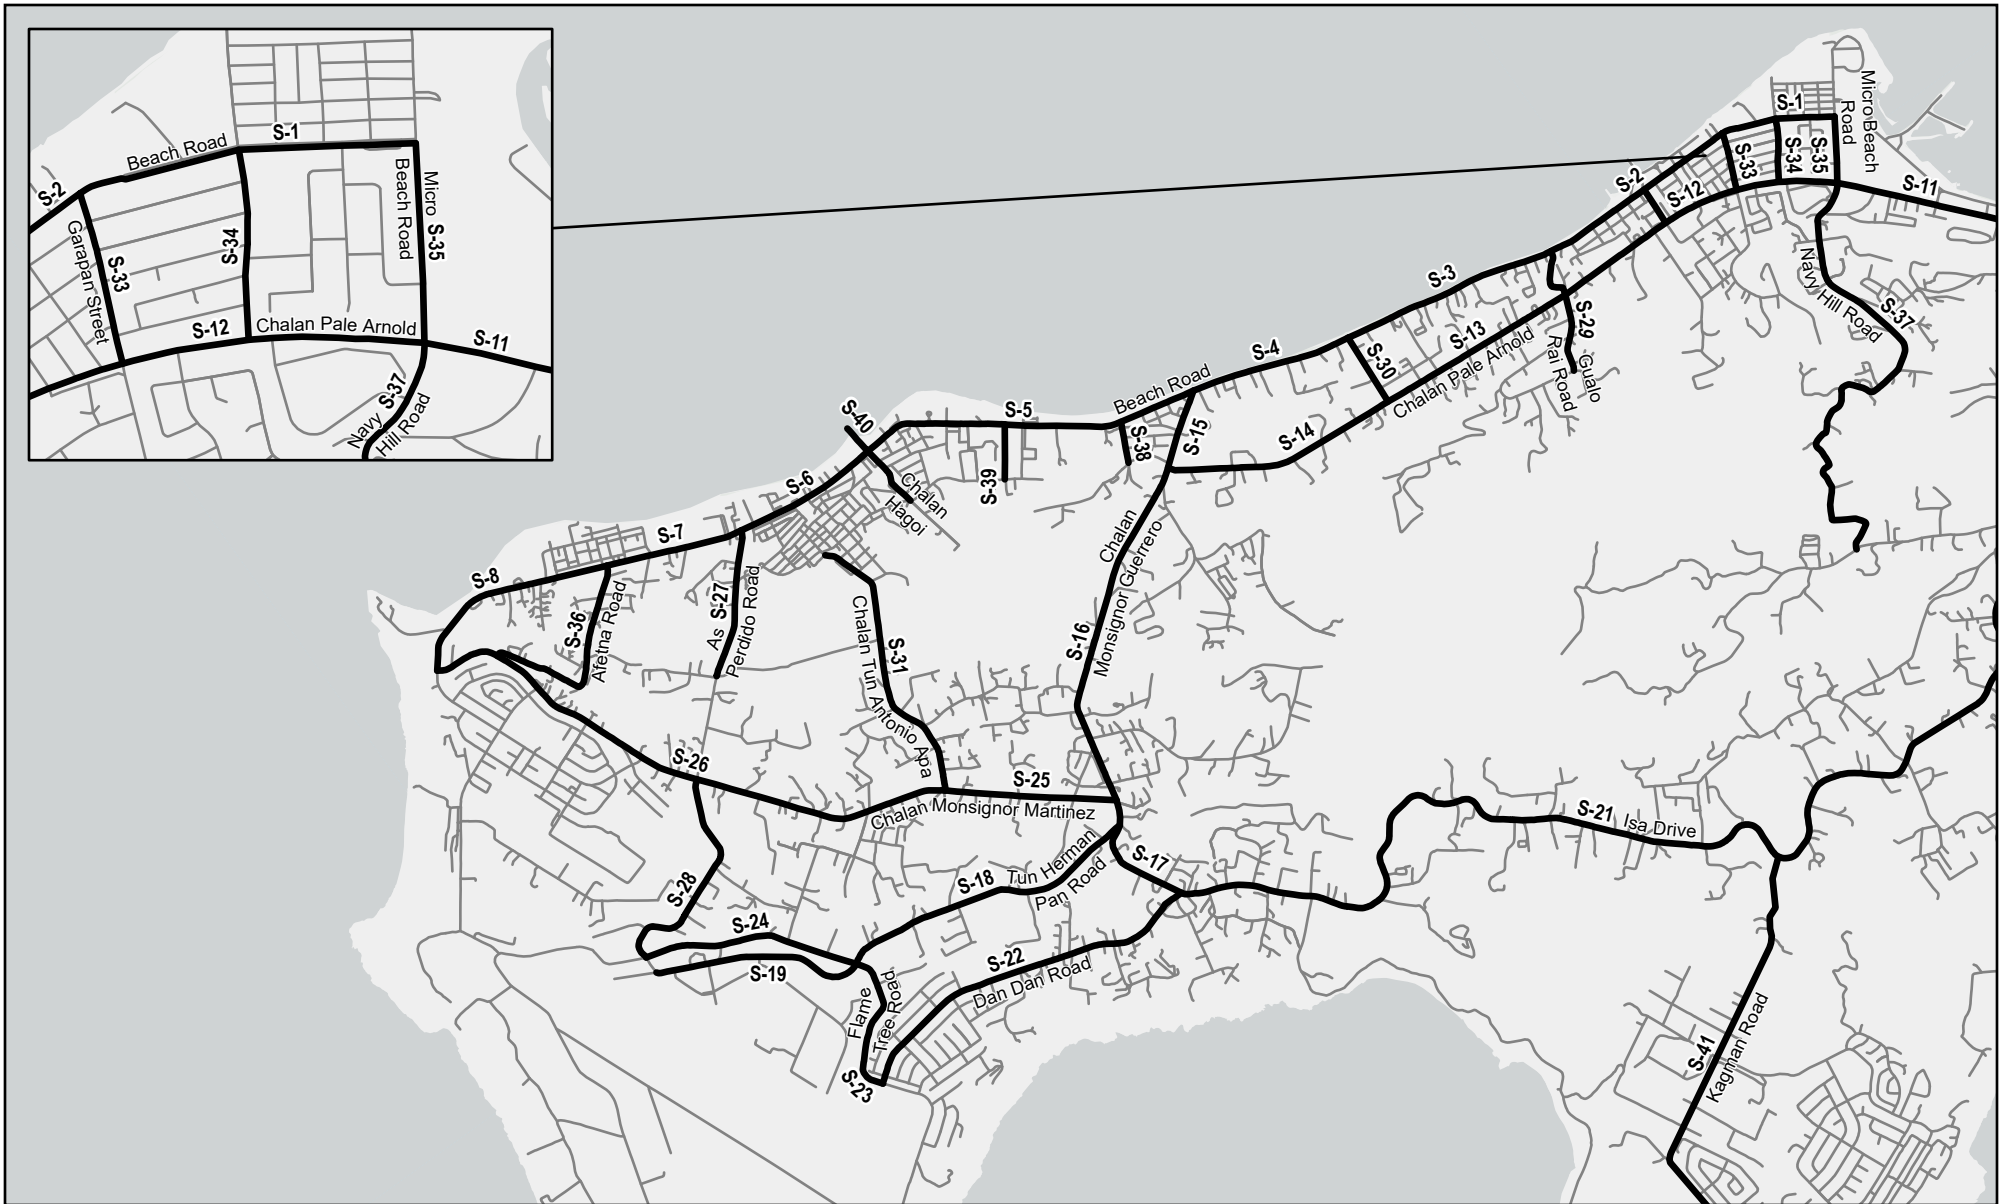 S-1
Beach Road
S-2
Micro
Beach Road
S-35
S-34
Garapan Street
S-33
S-12
Chalan Pale Arnold
S-11
S-37
Navy
Hill Road
Micro Beach
Road
S-1
S-33
S-34
S-35
S-2
S-12
S-11
Navy Hill Road
S-37
S-3
S-29
Gualo
Rai Road
S-13
Chalan Pale Arnold
S-30
S-4
Beach Road
S-14
S-15
S-38
S-5
S-39
S-40
Chalan
Hagoi
S-6
S-7
S-8
S-36
Afetna Road
S-27
As
Perdido Road
S-31
Chalan Tun Antonio Apa
Chalan
Monsignor Guerrero
S-16
S-26
S-25
Chalan Monsignor Martinez
S-21
Isa Drive
S-17
Tun Herman
Pan Road
S-18
S-28
S-24
S-19
S-22
Dan Dan Road
Flame
Tree Road
S-23
S-41
Kagman Road